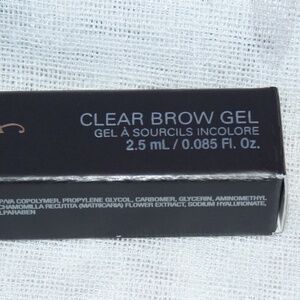 CLEAR BROW GEL
GEL À SOURCILS INCOLORE
2.5 mL / 0.085 Fl. Oz.
COPOLYMER, PROPYLENE GLYCOL, CARBOMER, GLYCERIN, AMINOMETHYL
CHAMOMILLA RECUTITA (MATRICARIA) FLOWER EXTRACT, SODIUM HYALURONATE,
LPARABEN